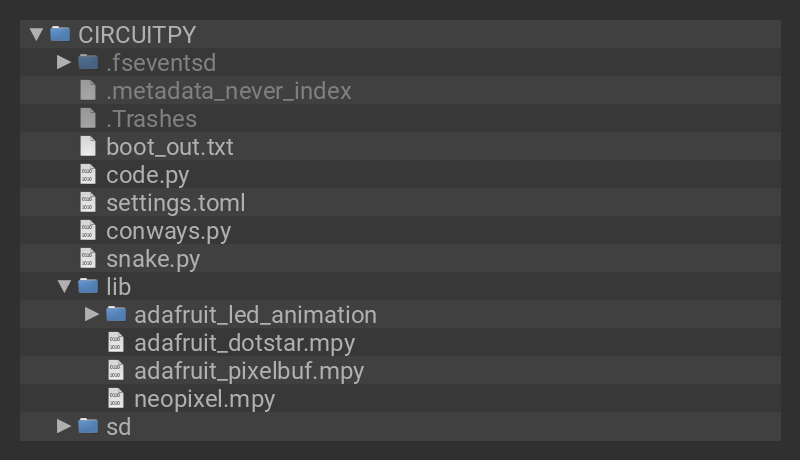 CIRCUITPY
.fseventsd
.metadata_never_index
.Trashes
boot_out.txt
code.py
settings.toml
conways.py
snake.py
lib
adafruit_led_animation
adafruit_dotstar.mpy
adafruit_pixelbuf.mpy
neopixel.mpy
sd